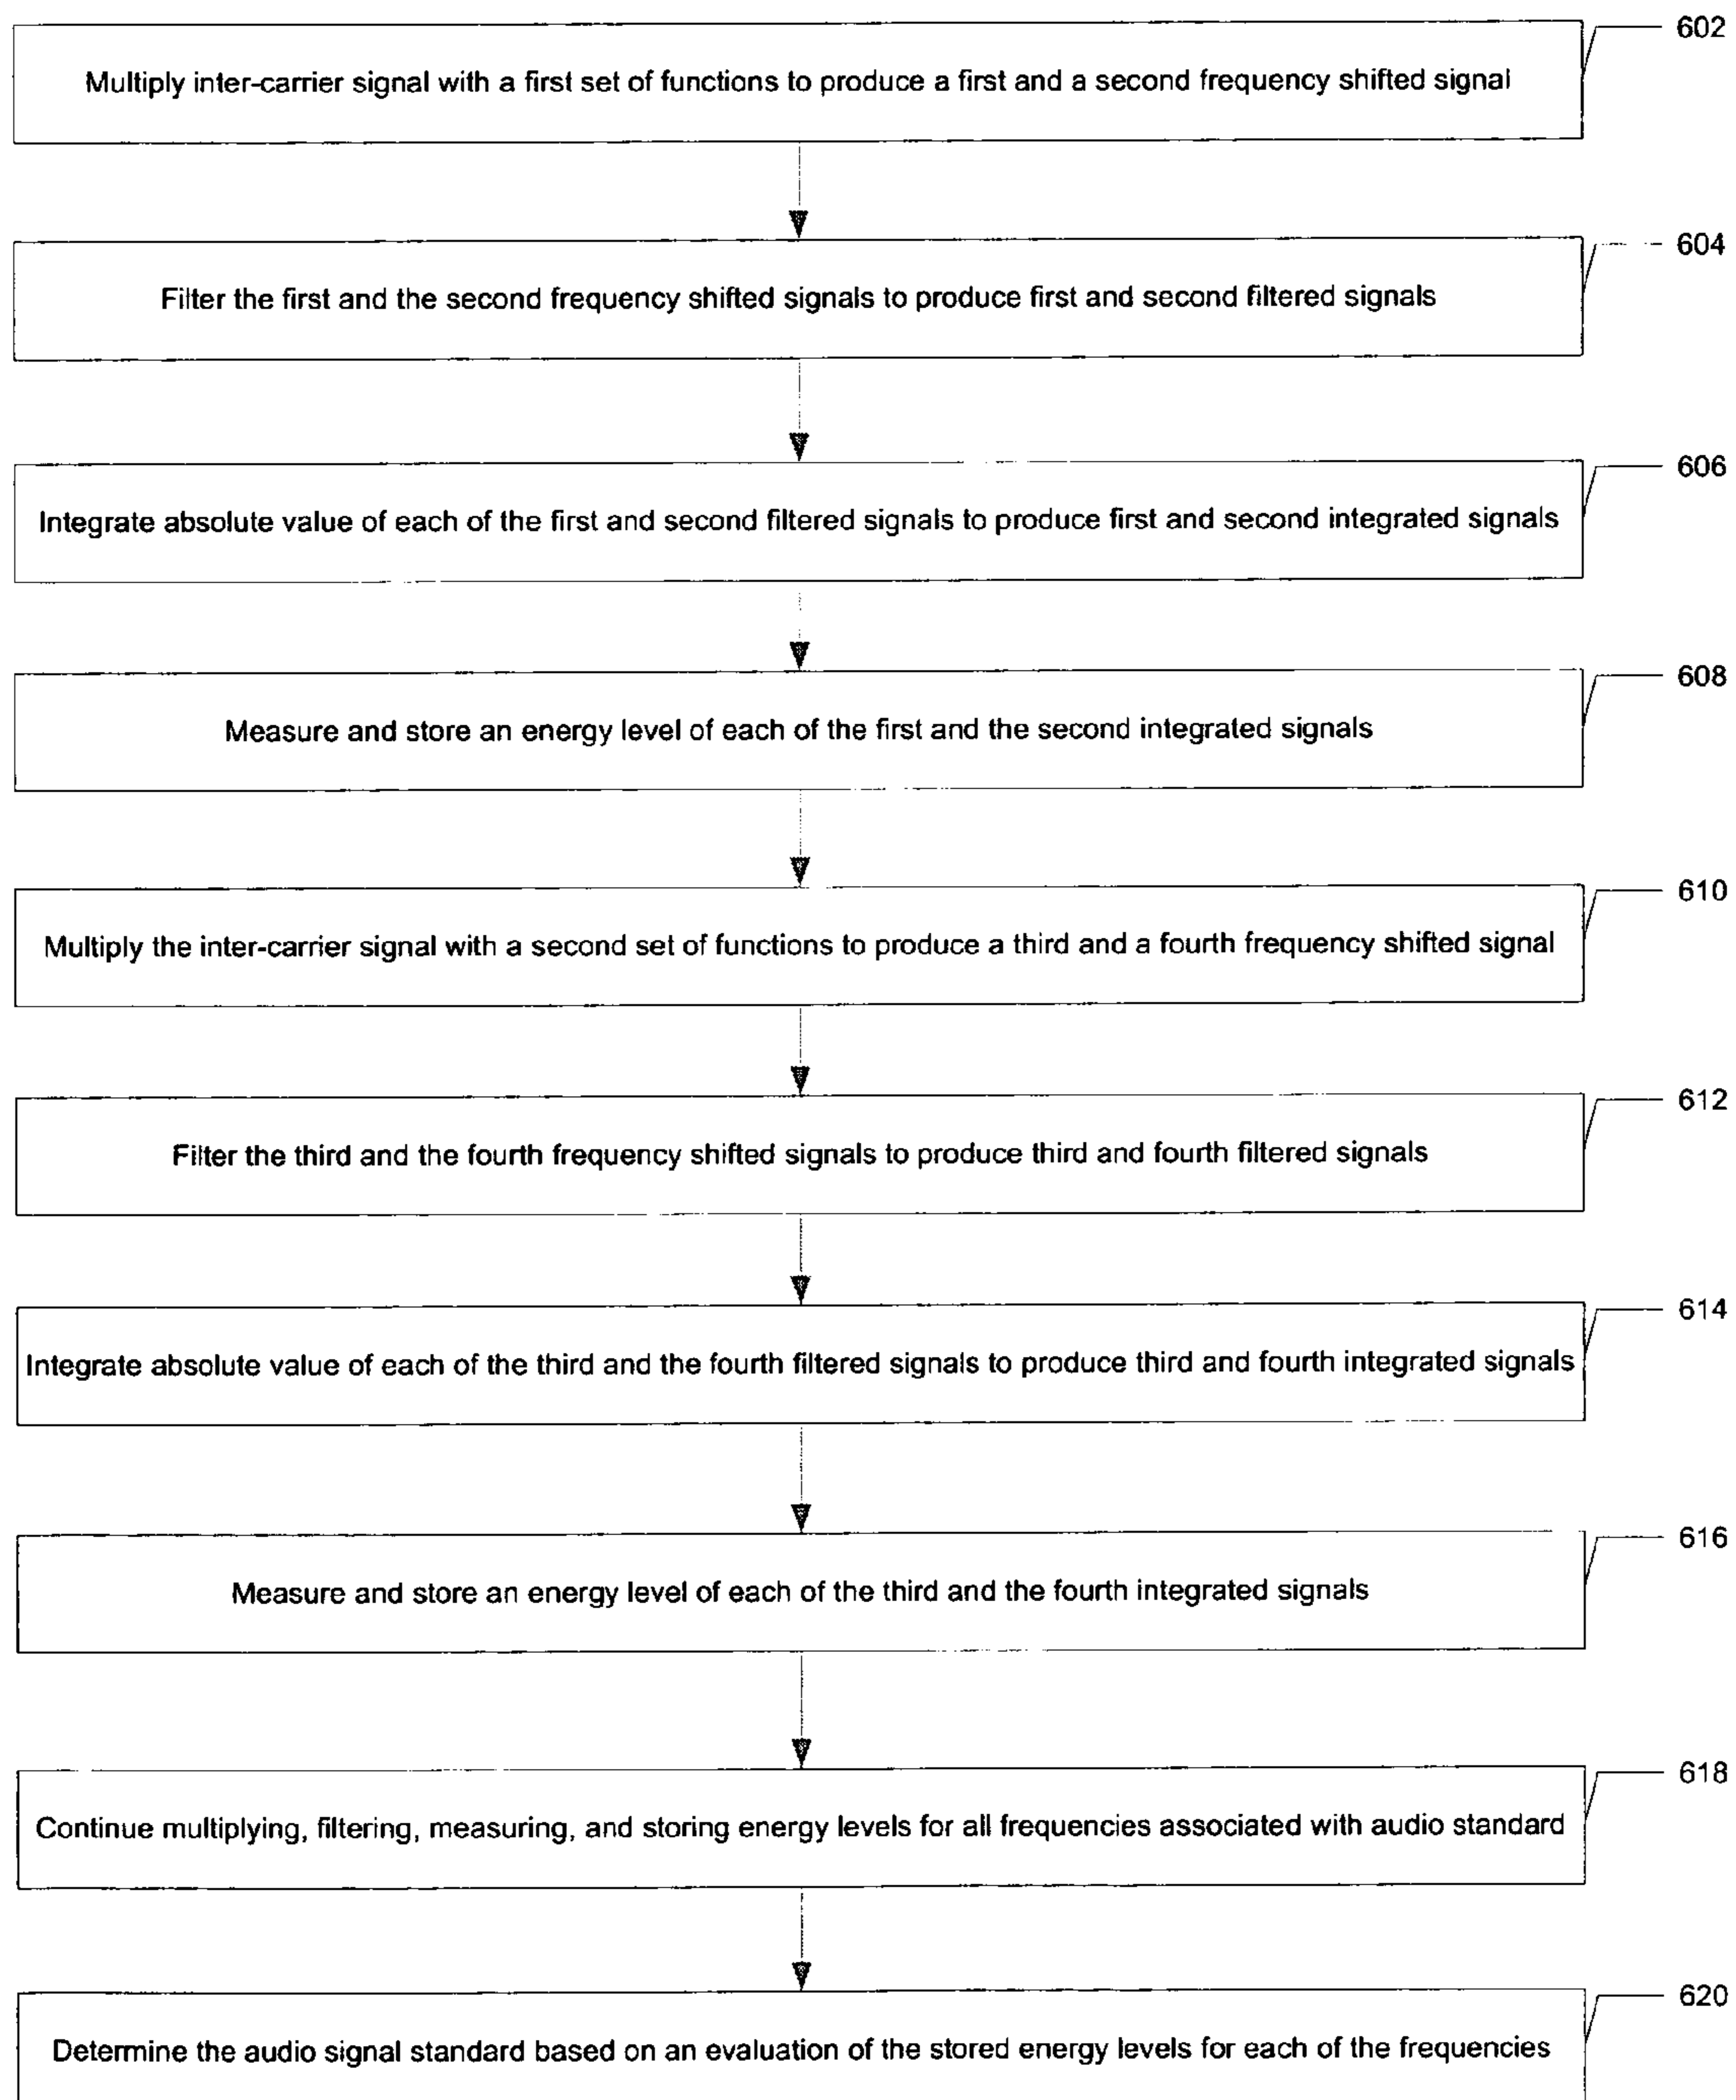 602
Multiply inter-carrier signal with a first set of functions to produce a first and a second frequency shifted signal
604
Filter the first and the second frequency shifted signals to produce first and second filtered signals
606
Integrate absolute value of each of the first and second filtered signals to produce first and second integrated signals
608
Measure and store an energy level of each of the first and the second integrated signals
610
Multiply the inter-carrier signal with a second set of functions to produce a third and a fourth frequency shifted signal
612
Filter the third and the fourth frequency shifted signals to produce third and fourth filtered signals
614
Integrate absolute value of each of the third and the fourth filtered signals to produce third and fourth integrated signals
616
Measure and store an energy level of each of the third and the fourth integrated signals
618
Continue multiplying, filtering, measuring, and storing energy levels for all frequencies associated with audio standard
620
Determine the audio signal standard based on an evaluation of the stored energy levels for each of the frequencies